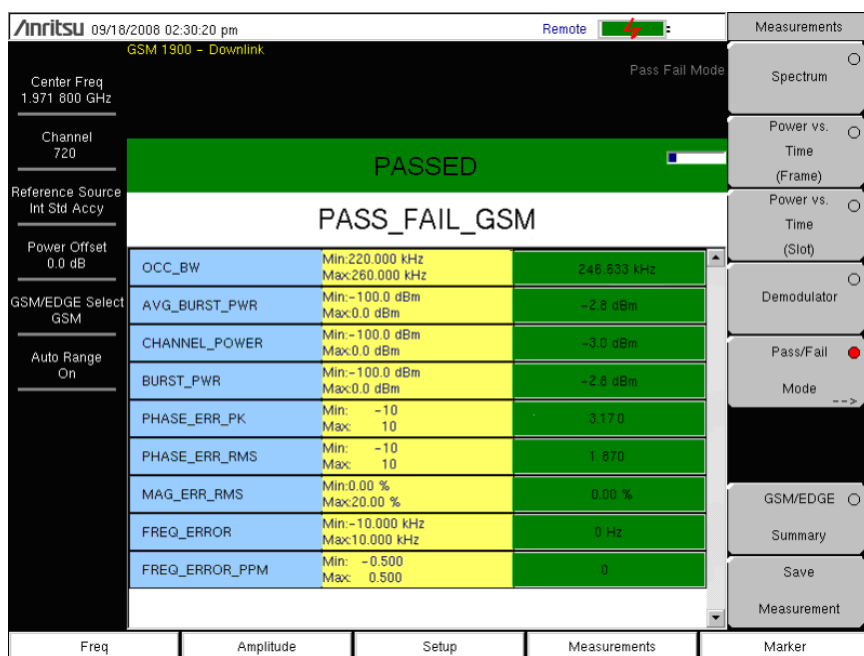 Anritsu 09/18/2008 02:30:20 pm
Remote
GSM 1900 - Downlink
Pass Fail Mode
Center Freq
1.971 800 GHz
Channel
720
Reference Source
Int Std Accy
Power Offset
0.0 dB
GSM/EDGE Select
GSM
Auto Range
On
PASSED
PASS_FAIL_GSM
OCC_BW
Min:220.000 kHz
Max:260.000 kHz
246.633 kHz
AVG_BURST_PWR
Min:-100.0 dBm
Max:0.0 dBm
-2.8 dBm
CHANNEL_POWER
Min:-100.0 dBm
Max:0.0 dBm
-3.0 dBm
BURST_PWR
Min:-100.0 dBm
Max:0.0 dBm
-2.8 dBm
PHASE_ERR_PK
Min: -10
Max: 10
3.170
PHASE_ERR_RMS
Min: -10
Max: 10
1.870
MAG_ERR_RMS
Min:0.00 %
Max:20.00 %
0.00 %
FREQ_ERROR
Min:-10.000 kHz
Max:10.000 kHz
0 Hz
FREQ_ERROR_PPM
Min: -0.500
Max: 0.500
0
Measurements
Spectrum
Power vs.
Time
(Frame)
Power vs.
Time
(Slot)
Demodulator
Pass/Fail
Mode
-->
GSM/EDGE
Summary
Save
Measurement
Freq
Amplitude
Setup
Measurements
Marker